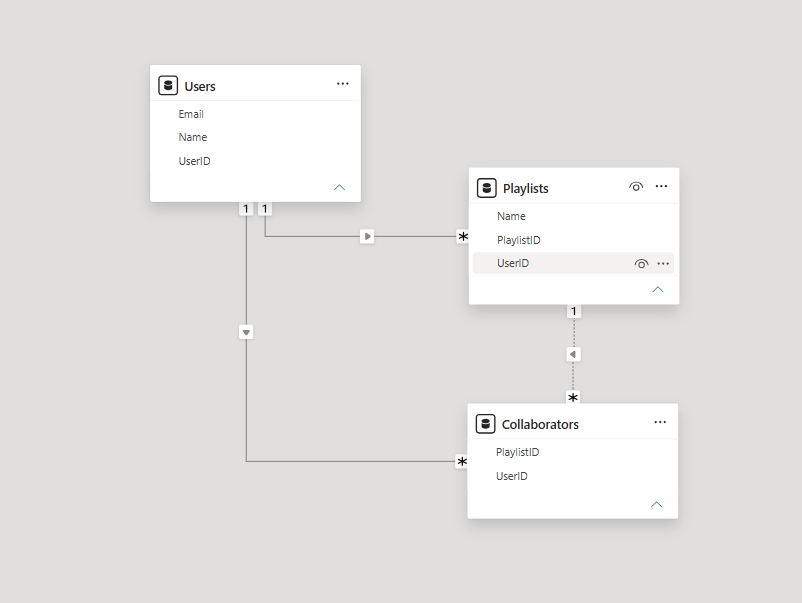 Users
Email
Name
UserID
1 1
Playlists
Name
PlaylistID
UserID
*
1
*
Collaborators
PlaylistID
UserID
*